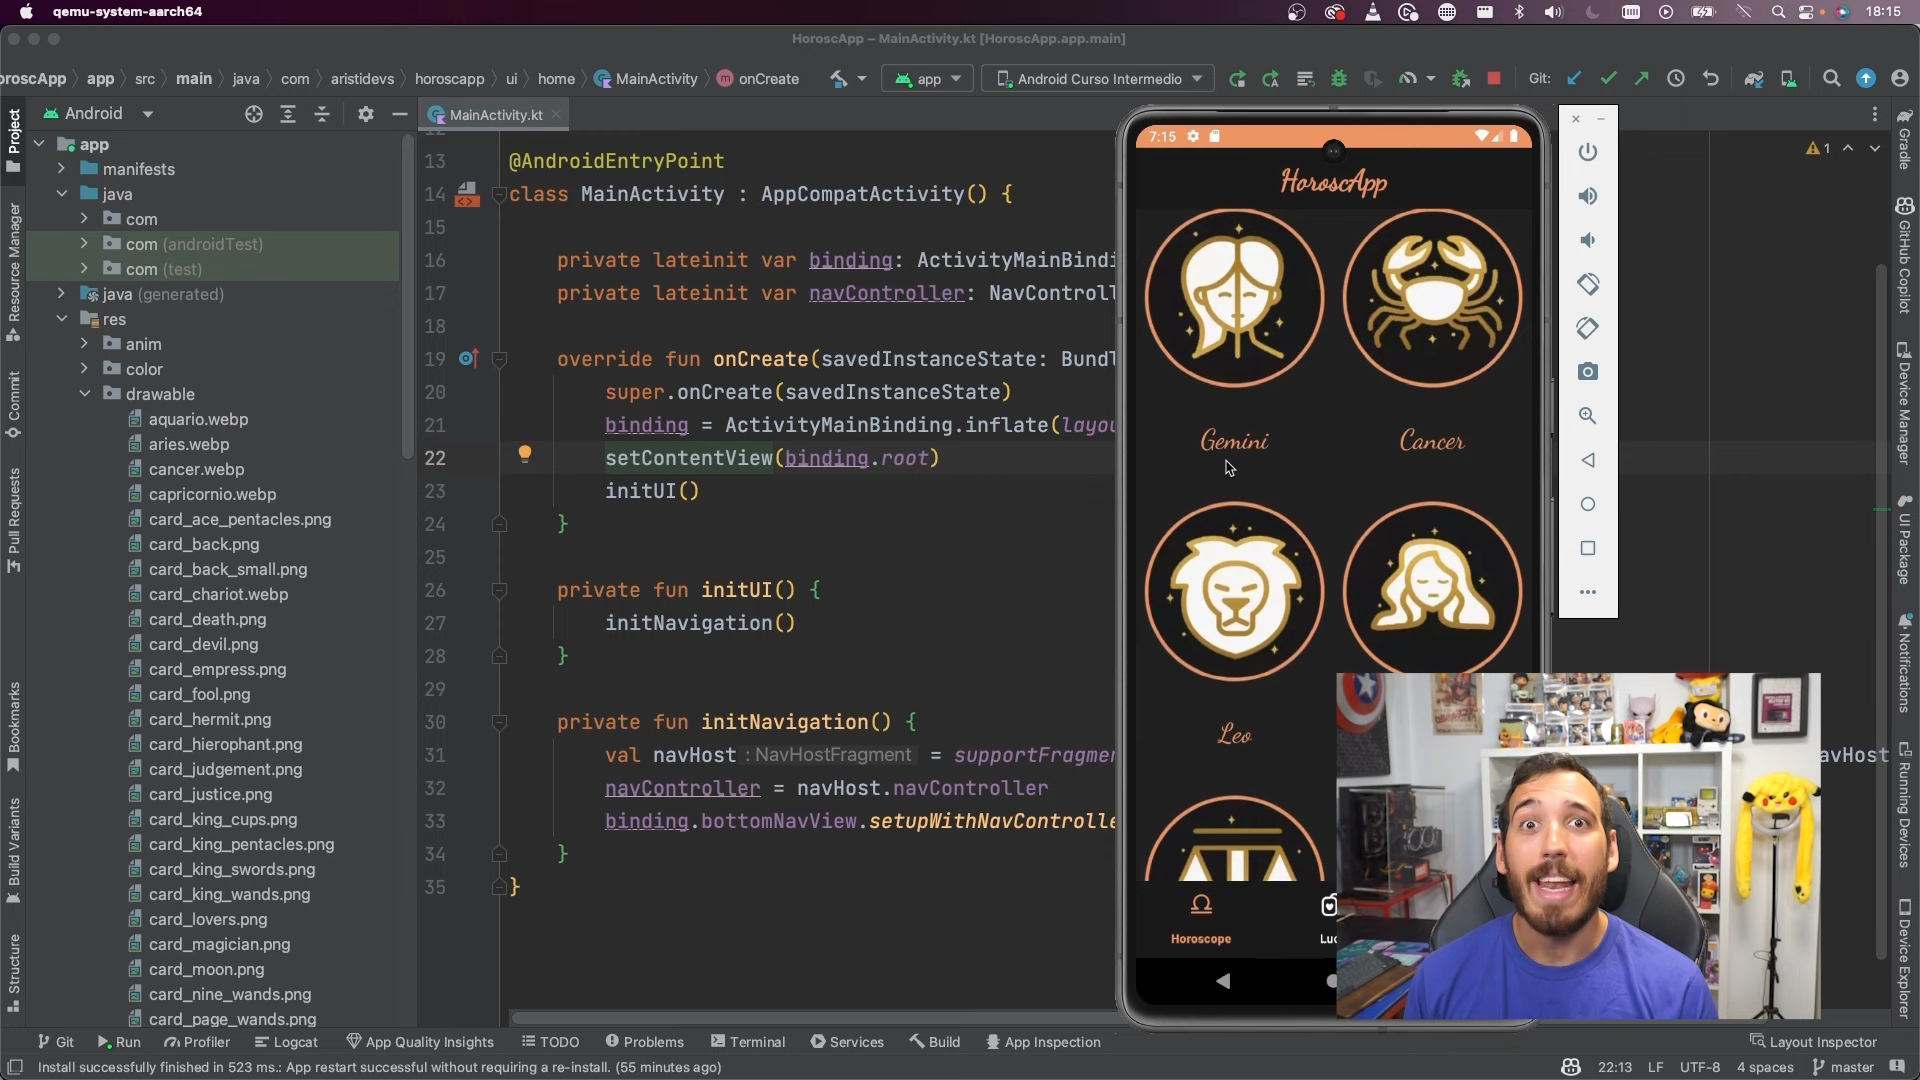 qemu-system-aarch64
18:15
HoroscApp – MainActivity.kt [HoroscApp.app.main]
oroscApp
app
src
main
java
com
aristidevs
horoscapp
ui
home
MainActivity
onCreate
app
Android Curso Intermedio
Git:
Android
MainActivity.kt
Project
Resource Manager
Commit
Pull Requests
Bookmarks
Build Variants
Structure
app
manifests
java
com
com (androidTest)
com (test)
java (generated)
res
anim
color
drawable
aquario.webp
aries.webp
cancer.webp
capricornio.webp
card_ace_pentacles.png
card_back.png
card_back_small.png
card_chariot.webp
card_death.png
card_devil.png
card_empress.png
card_fool.png
card_hermit.png
card_hierophant.png
card_judgement.png
card_justice.png
card_king_cups.png
card_king_pentacles.png
card_king_swords.png
card_king_wands.png
card_lovers.png
card_magician.png
card_moon.png
card_nine_wands.png
card_page_wands.png
13 @AndroidEntryPoint
14 class MainActivity : AppCompatActivity() {
15
16 private lateinit var binding: ActivityMainBindi
17 private lateinit var navController: NavControll
18
19 override fun onCreate(savedInstanceState: Bundl
20 super.onCreate(savedInstanceState)
21 binding = ActivityMainBinding.inflate(layou
22 setContentView(binding.root)
23 initUI()
24 }
25
26 private fun initUI() {
27 initNavigation()
28 }
29
30 private fun initNavigation() {
31 val navHost : NavHostFragment = supportFragmen
avHost
32 navController = navHost.navController
33 binding.bottomNavView.setupWithNavControlle
34 }
35 }
7:15
HoroscApp
Gemini
Cancer
Leo
Horoscope
Luc
1
Gradle
GitHub Copilot
Device Manager
UI Package
Notifications
Running Devices
Device Explorer
Git
Run
Profiler
Logcat
App Quality Insights
TODO
Problems
Terminal
Services
Build
App Inspection
Layout Inspector
Install successfully finished in 523 ms.: App restart successful without requiring a re-install. (55 minutes ago)
22:13
LF
UTF-8
4 spaces
master